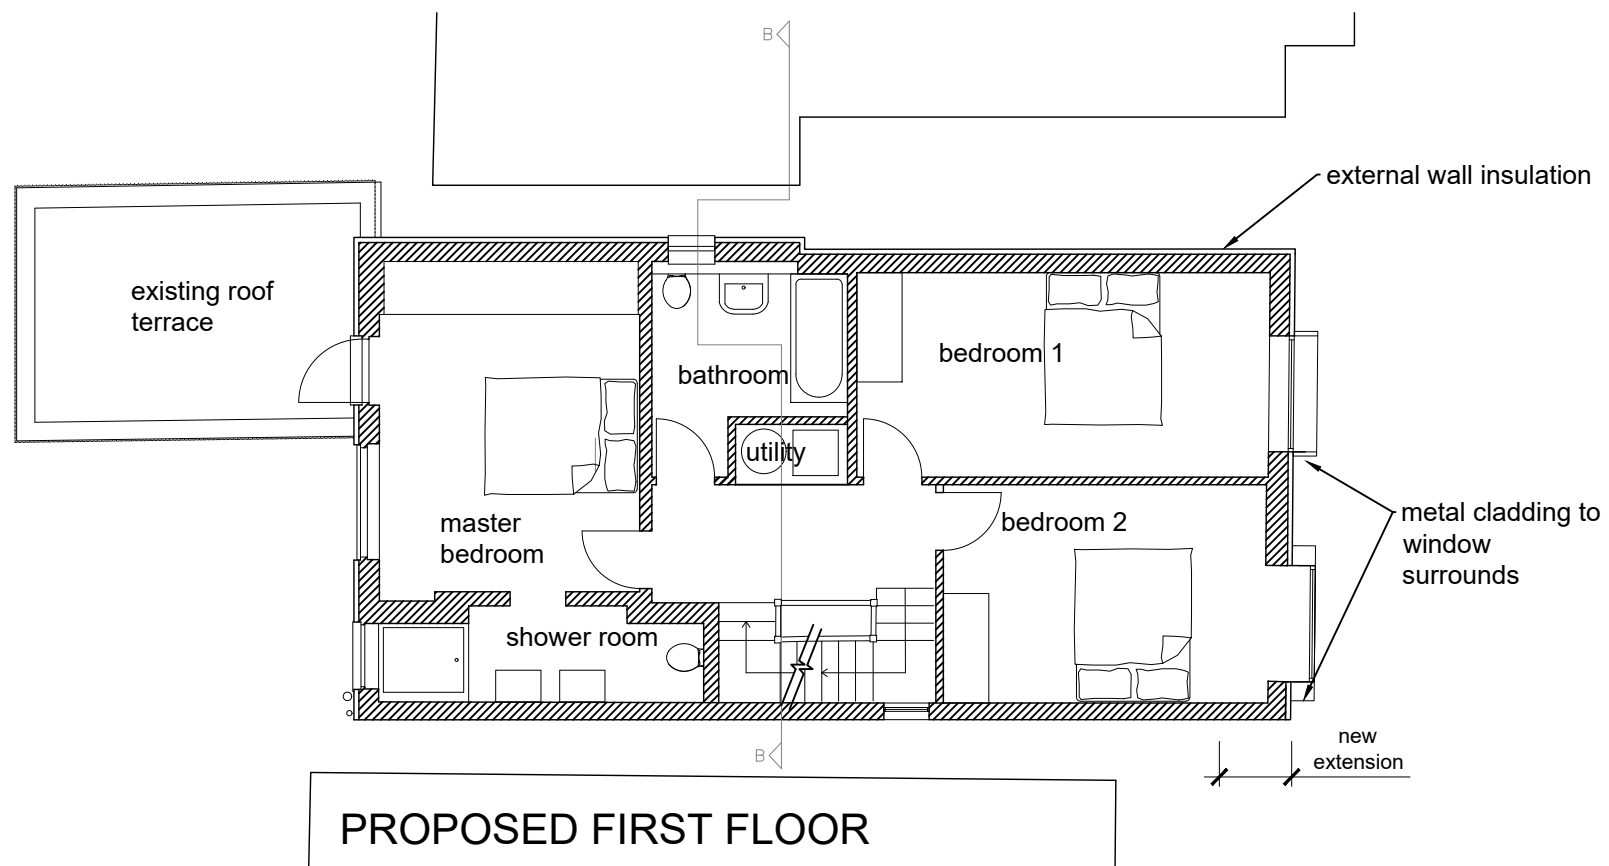 B
external wall insulation
existing roof
terrace
bedroom 1
bathroom
utility
master
bedroom
bedroom 2
metal cladding to
window
surrounds
shower room
new
extension
B
PROPOSED FIRST FLOOR